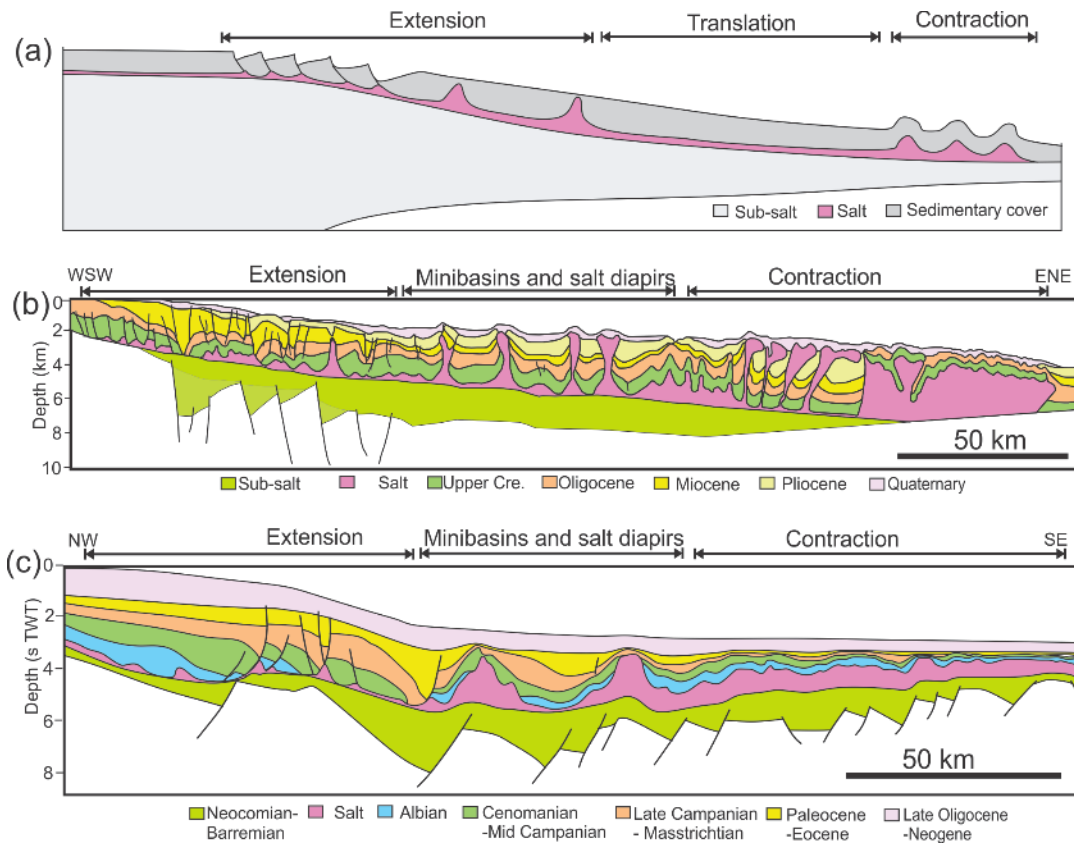 (a)
Extension Translation Contraction
Sub-salt Salt Sedimentary cover
(b)
WSW Extension Minibasins and salt diapirs Contraction ENE
0
2
4
6
8
10
Depth (km)
50 km
Sub-salt Salt Upper Cre. Oligocene Miocene Pliocene Quaternary
(c)
NW Extension Minibasins and salt diapirs Contraction SE
0
2
4
6
8
Depth (s TWT)
50 km
Neocomian- Salt Albian Cenomanian Late Campanian Paleocene Late Oligocene
Barremian -Mid Campanian - Masstrichtian -Eocene -Neogene